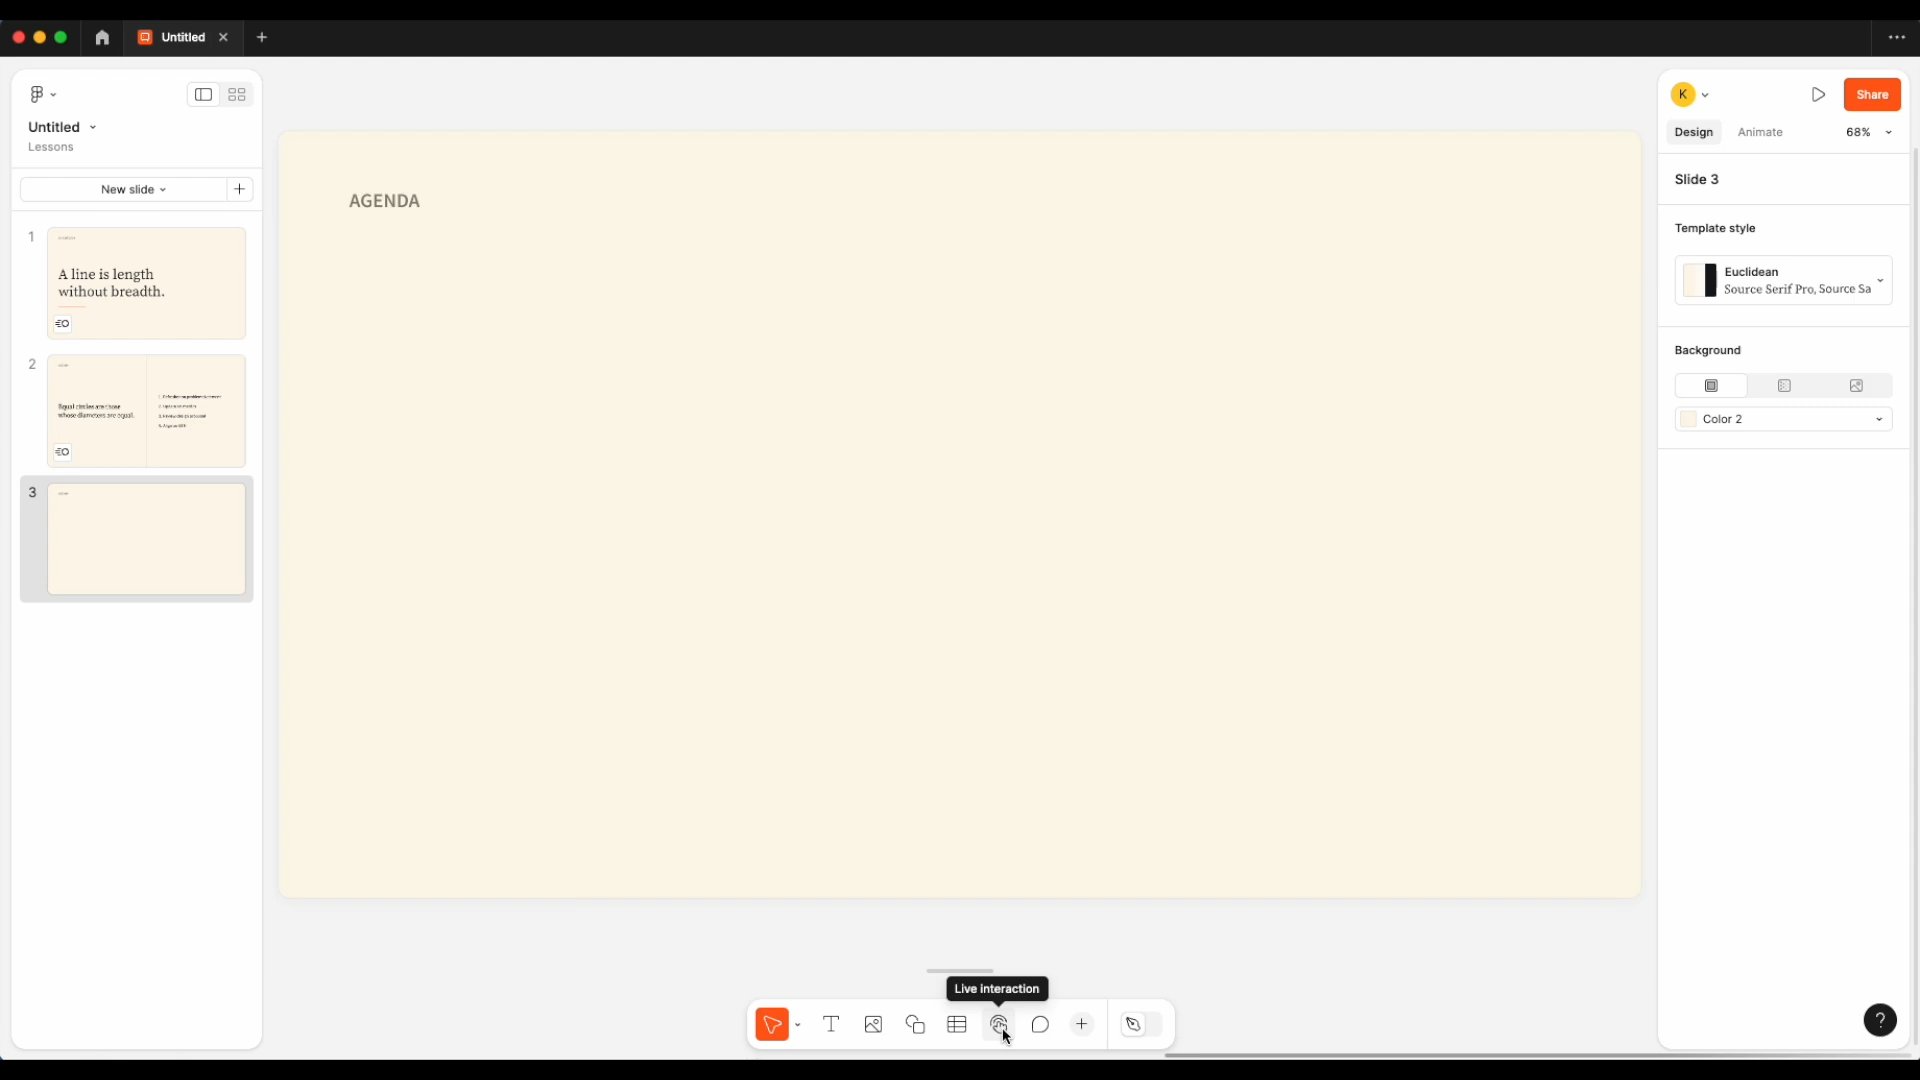 Untitled
Untitled
Lessons
New slide
1
A line is length
without breadth.
2
Equal circles are those
whose diameters are equal.
3
AGENDA
Live interaction
K
Share
Design
Animate
68%
Slide 3
Template style
Euclidean
Source Serif Pro, Source Sa
Background
Color 2
?